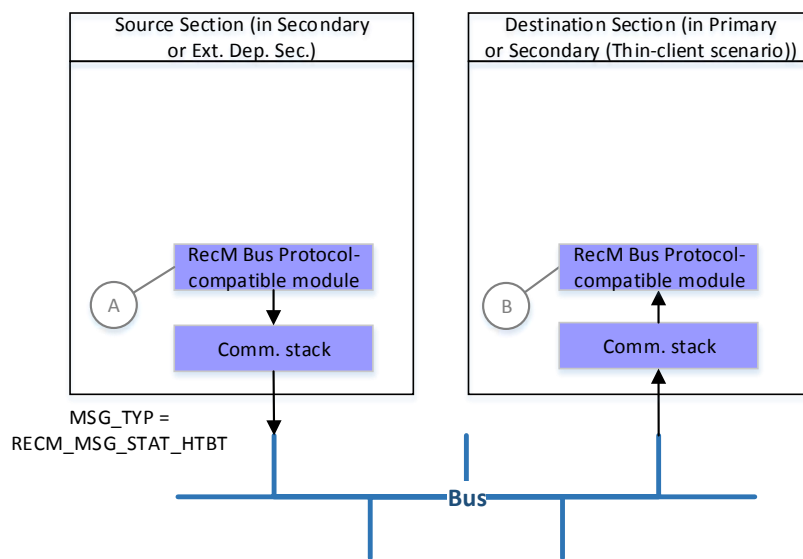 Source Section (in Secondary
or Ext. Dep. Sec.)
Destination Section (in Primary
or Secondary (Thin-client scenario))
RecM Bus Protocol-
compatible module
RecM Bus Protocol-
compatible module
A
B
Comm. stack
Comm. stack
MSG_TYP =
RECM_MSG_STAT_HTBT
Bus